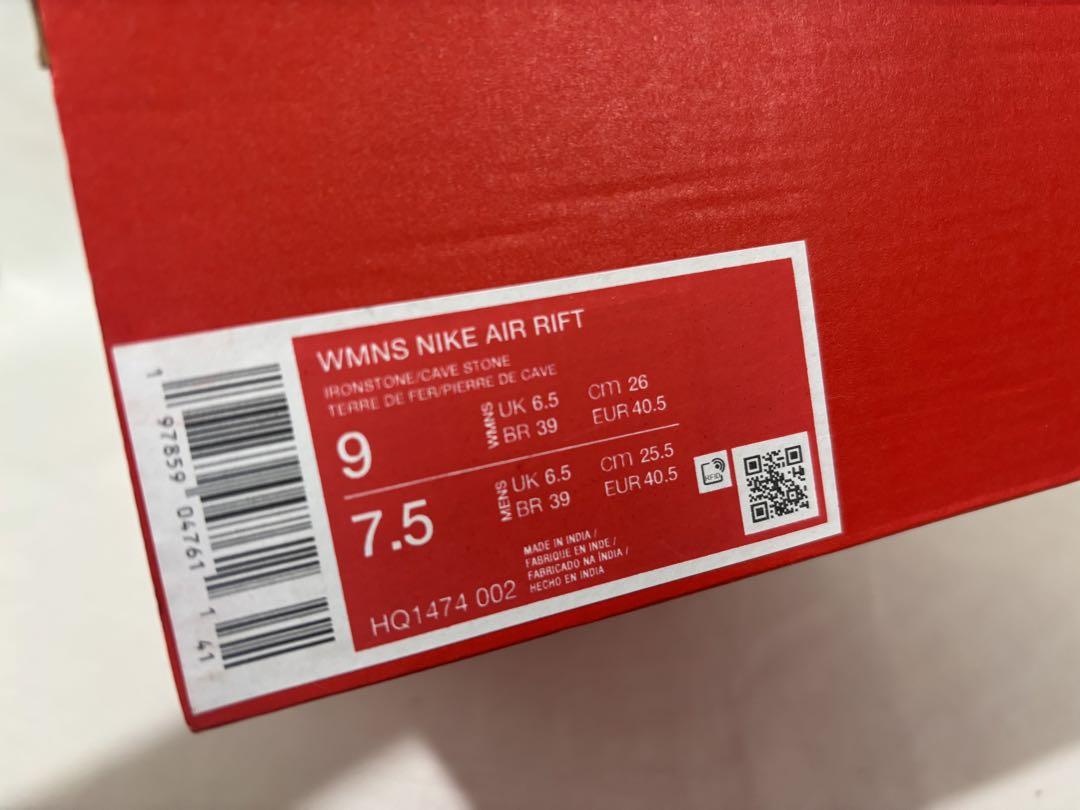 WMNS NIKE AIR RIFT
IRONSTONE/CAVE STONE
TERRE DE FER/PIERRE DE CAVE
9
WMNS
UK 6.5 cm 26
BR 39 EUR 40.5
7.5
MENS
UK 6.5 cm 25.5
BR 39 EUR 40.5
RFID
MADE IN INDIA /
FABRIQUE EN INDE /
FABRICADO NA ÍNDIA /
HECHO EN INDIA
HQ1474 002
1 97859 04761 1 41